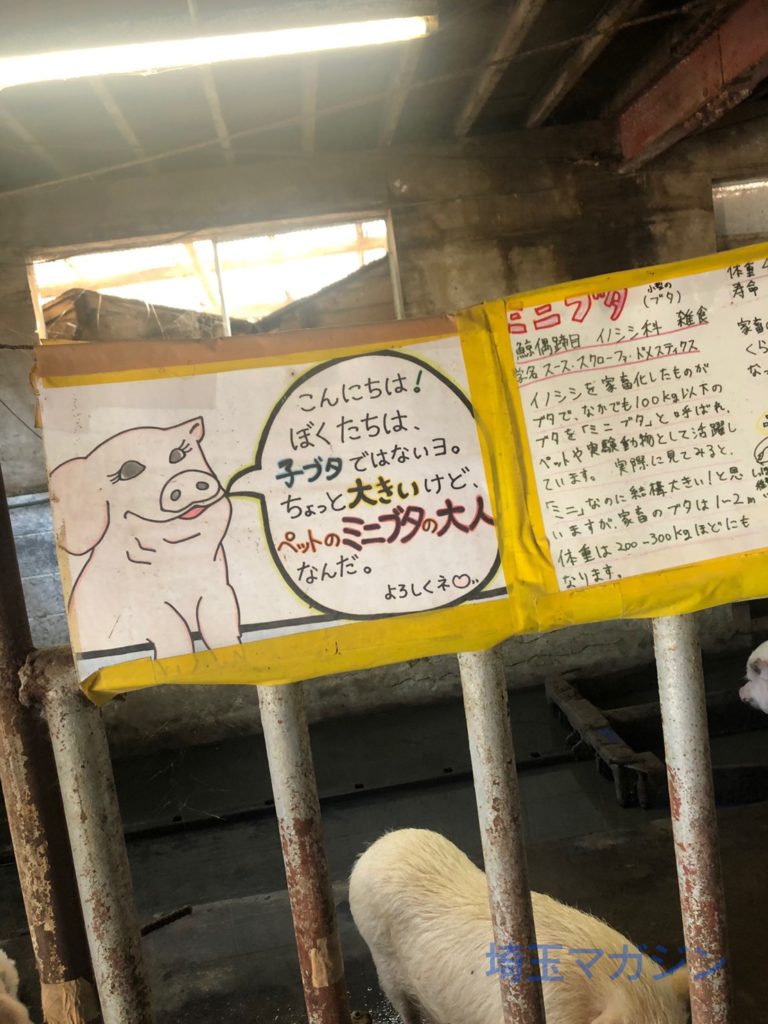 こんにちは!
ぼくたちは、
子ブタではないヨ。
ちょっと大きいけど、
ペットのミニブタの大人
なんだ。
よろしくネ♡
ミニブタ
小型の
(ブタ)
鯨偶蹄目 イノシシ科 雑食
学名 スース・スクローファ・ドメスティクス
イノシシを家畜化したものが
ブタで、なかでも100kg以下の
ブタを「ミニブタ」と呼ばれ、
ペットや実験動物として活躍し
ています。 実際に見てみると、
「ミニ」なのに結構大きい!と思
いますが、家畜のブタは1~2m
体重は200~300kgほどにも
なります。
体重
寿命
家畜の
くら
なっ
埼玉マガジン